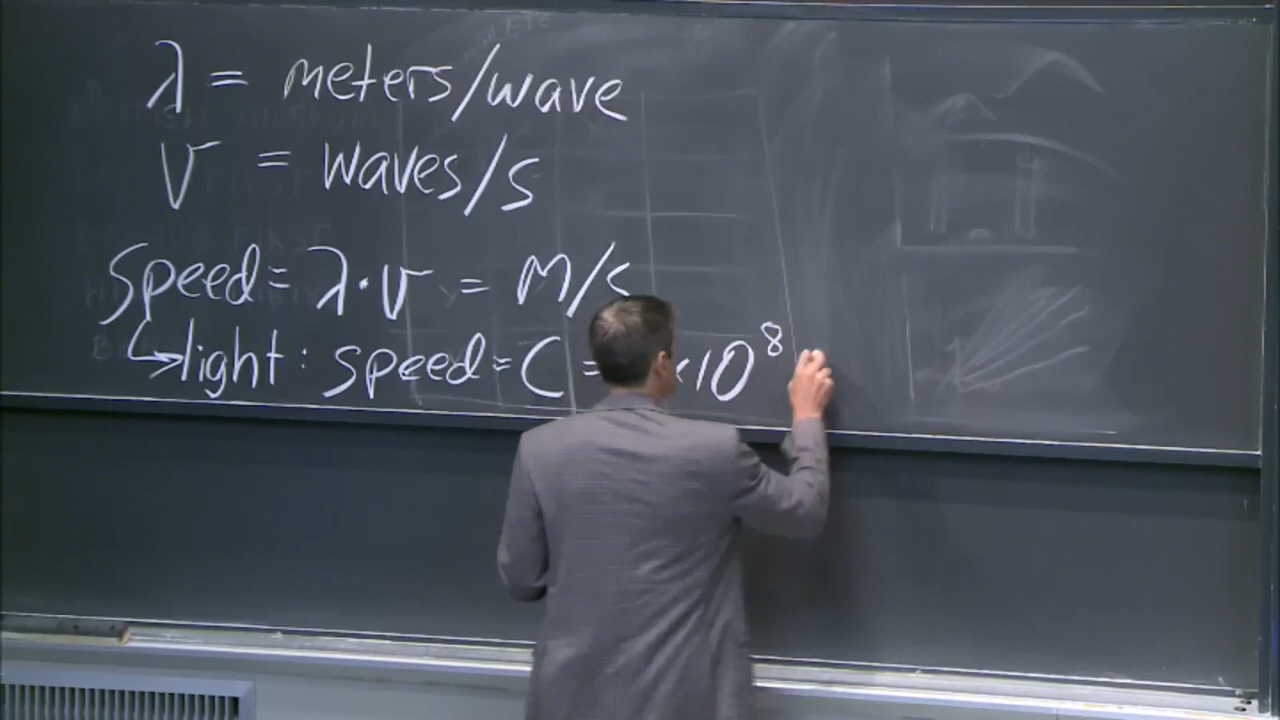 λ = meters/wave
ν = waves/s
Speed = λ·ν = m/s
↳light: speed = C = ×10⁸